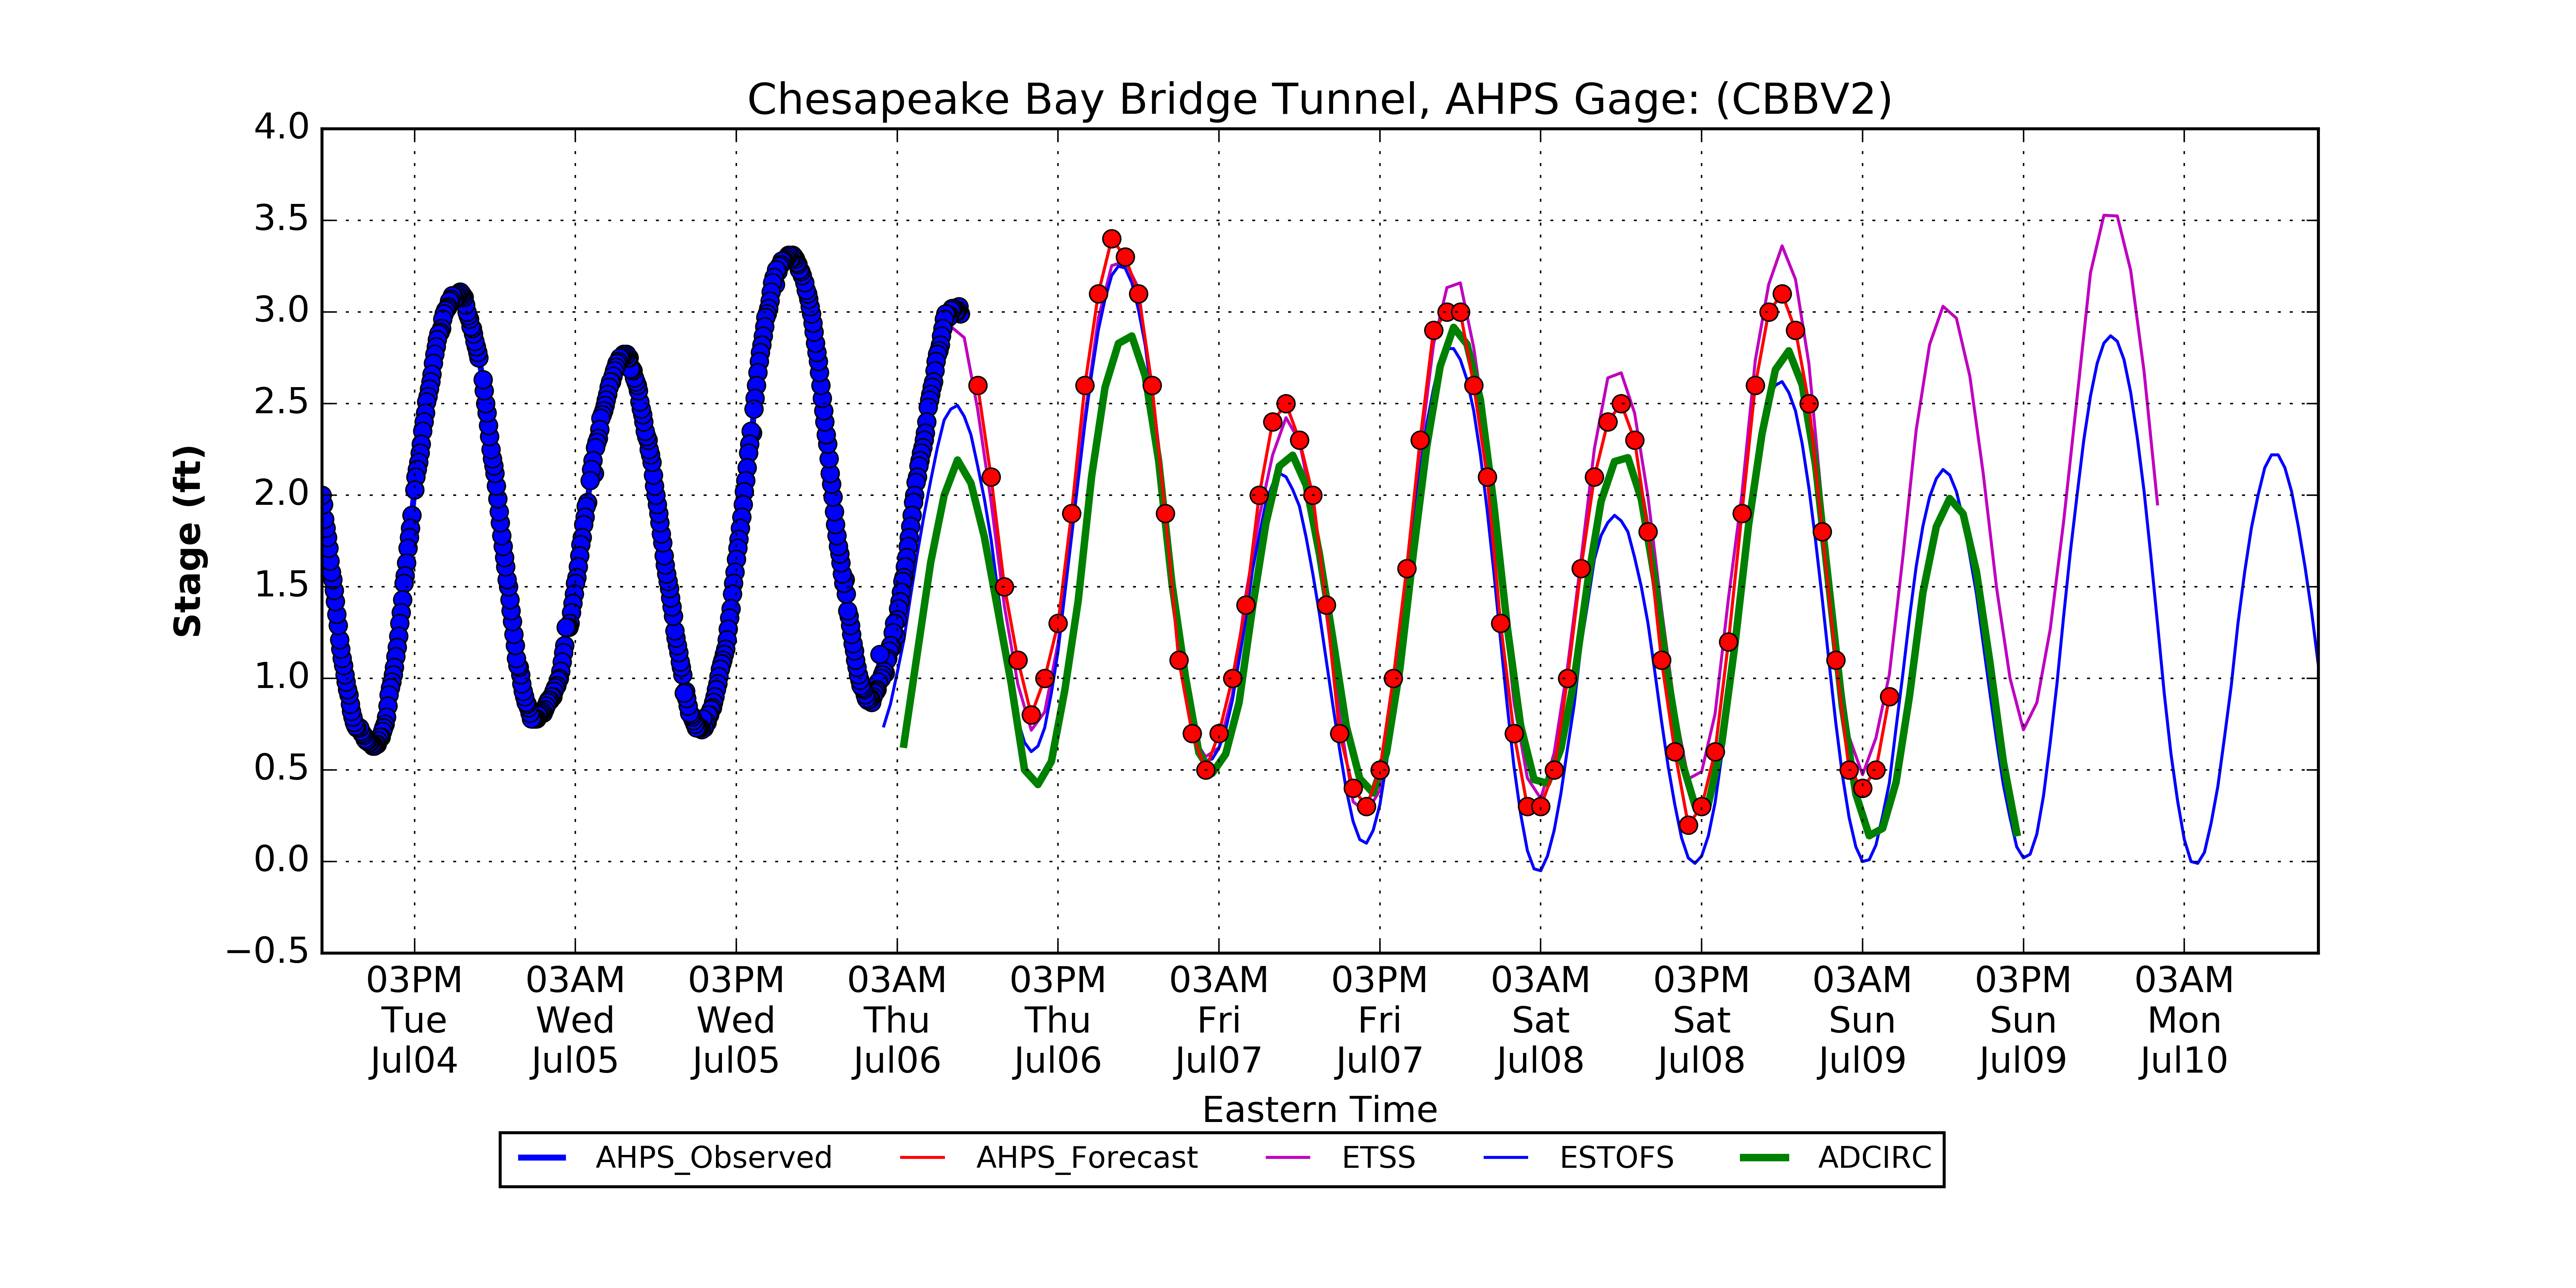 Chesapeake Bay Bridge Tunnel, AHPS Gage: (CBBV2)
4.0
3.5
3.0
2.5
2.0
1.5
1.0
0.5
0.0
−0.5
Stage (ft)
03PM 03AM 03PM 03AM 03PM 03AM 03PM 03AM 03PM 03AM 03PM 03AM
Tue Wed Wed Thu Thu Fri Fri Sat Sat Sun Sun Mon
Jul04 Jul05 Jul05 Jul06 Jul06 Jul07 Jul07 Jul08 Jul08 Jul09 Jul09 Jul10
Eastern Time
AHPS_Observed AHPS_Forecast ETSS ESTOFS ADCIRC